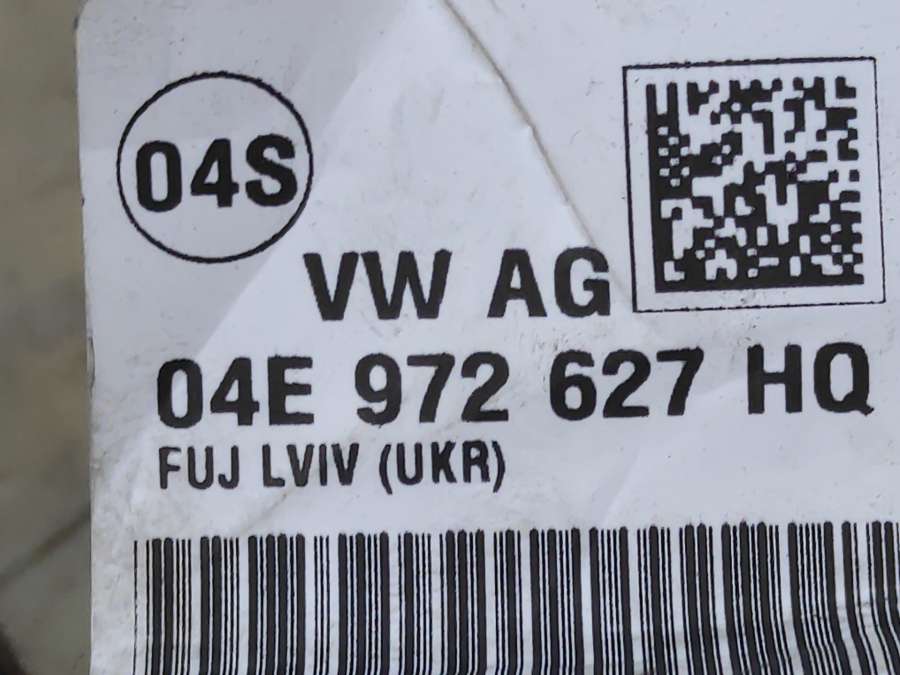 04S
VW AG
04E 972 627 HQ
FUJ LVIV (UKR)